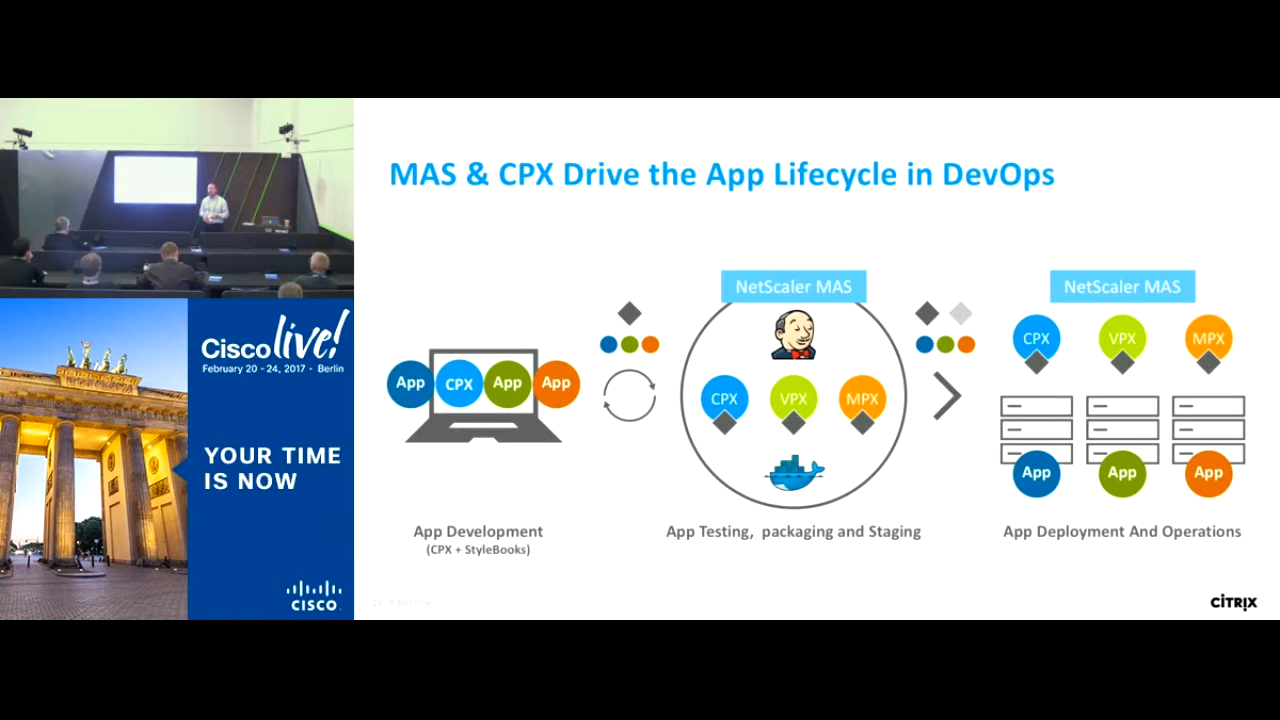 MAS & CPX Drive the App Lifecycle in DevOps
NetScaler MAS
NetScaler MAS
CPX
VPX
MPX
App
CPX
App
App
CPX
VPX
MPX
App
App
App
App Development
(CPX + StyleBooks)
App Testing, packaging and Staging
App Deployment And Operations
CİTRIX
Cisco live!
February 20 - 24, 2017 • Berlin
YOUR TIME
IS NOW
CISCO